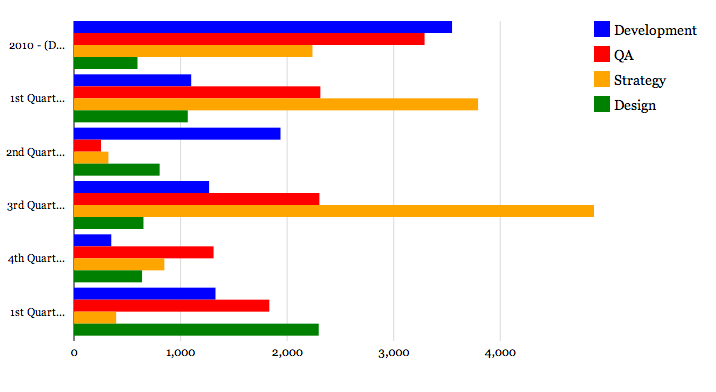 2010 - (D...
1st Quart...
2nd Quart...
3rd Quart...
4th Quart...
1st Quart...
0 1,000 2,000 3,000 4,000
Development
QA
Strategy
Design